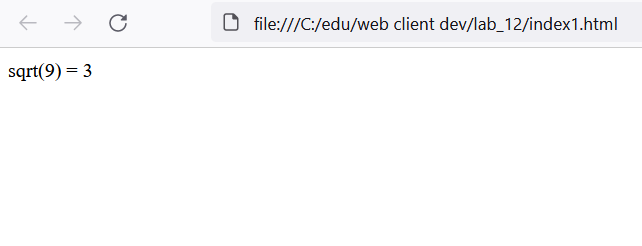 file:///C:/edu/web client dev/lab_12/index1.html
sqrt(9) = 3